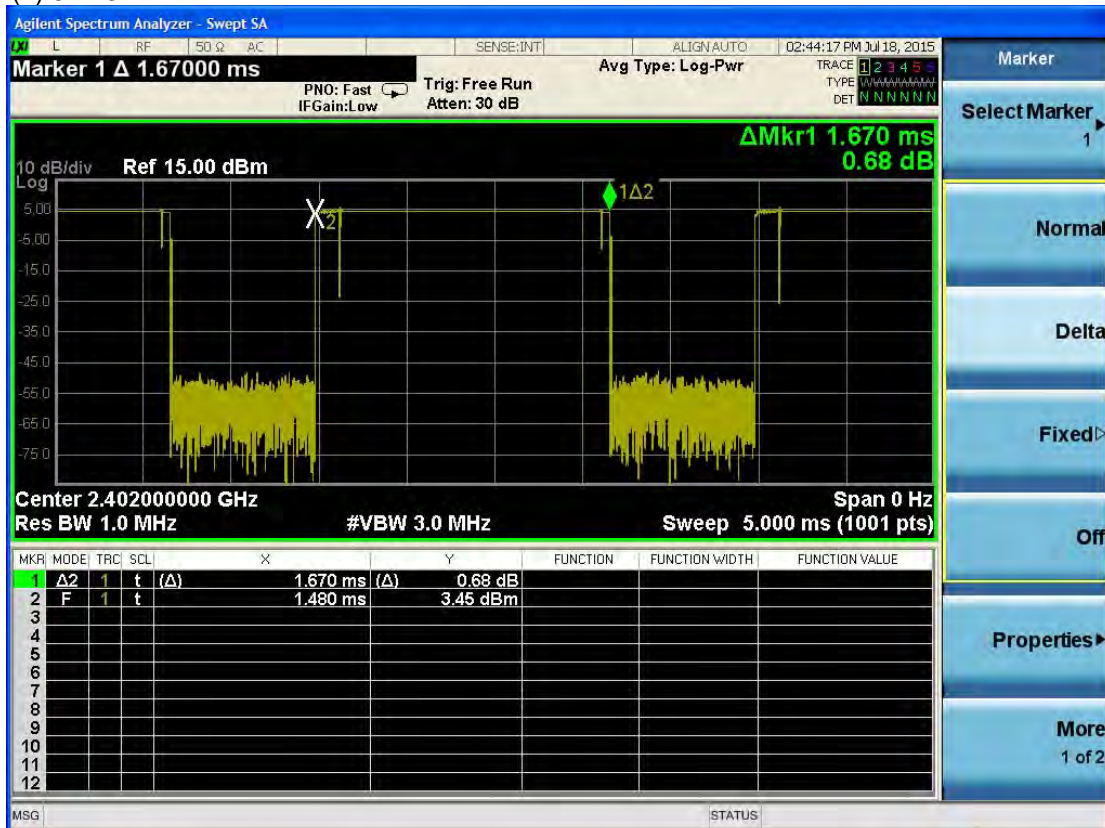 Agilent Spectrum Analyzer - Swept SA
LXI L RF 50 Ω AC SENSE:INT ALIGN AUTO 02:44:17 PM Jul 18, 2015
Marker 1 Δ 1.67000 ms
PNO: Fast Trig: Free Run Avg Type: Log-Pwr TRACE 1 2 3 4 5 6
IFGain:Low Atten: 30 dB TYPE
DET N N N N N N
ΔMkr1 1.670 ms
0.68 dB
10 dB/div Ref 15.00 dBm
Log
1Δ2
5.00
2
-5.00
-15.0
-25.0
-35.0
-45.0
-55.0
-65.0
-75.0
Center 2.402000000 GHz Span 0 Hz
Res BW 1.0 MHz #VBW 3.0 MHz Sweep 5.000 ms (1001 pts)
MKR MODE TRC SCL X Y FUNCTION FUNCTION WIDTH FUNCTION VALUE
1 Δ2 1 t (Δ) 1.670 ms (Δ) 0.68 dB
2 F 1 t 1.480 ms 3.45 dBm
3
4
5
6
7
8
9
10
11
12
MSG STATUS
Marker
Select Marker
1
Normal
Delta
Fixed
Off
Properties
More
1 of 2